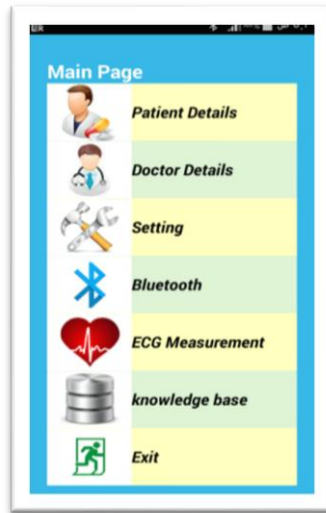 Main Page
Patient Details
Doctor Details
Setting
Bluetooth
ECG Measurement
knowledge base
Exit